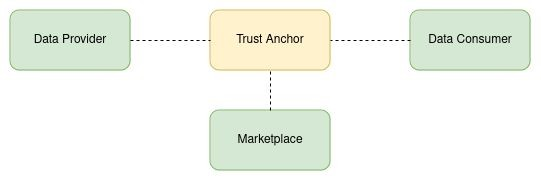 Data Provider
Trust Anchor
Data Consumer
Marketplace